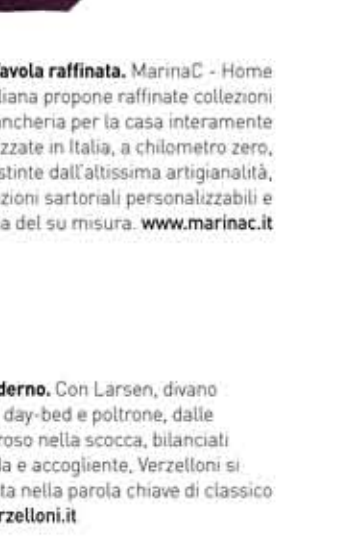 avola raffinata. MarinaC - Home
liana propone raffinate collezioni
ancheria per la casa interamente
zzate in Italia, a chilometro zero,
stinte dall'altissima artigianalità,
zioni sartoriali personalizzabili e
a del su misura. www.marinac.it
derno. Con Larsen, divano
day-bed e poltrone, dalle
roso nella scocca, bilanciati
da e accogliente, Verzelloni si
ta nella parola chiave di classico
rzelloni.it